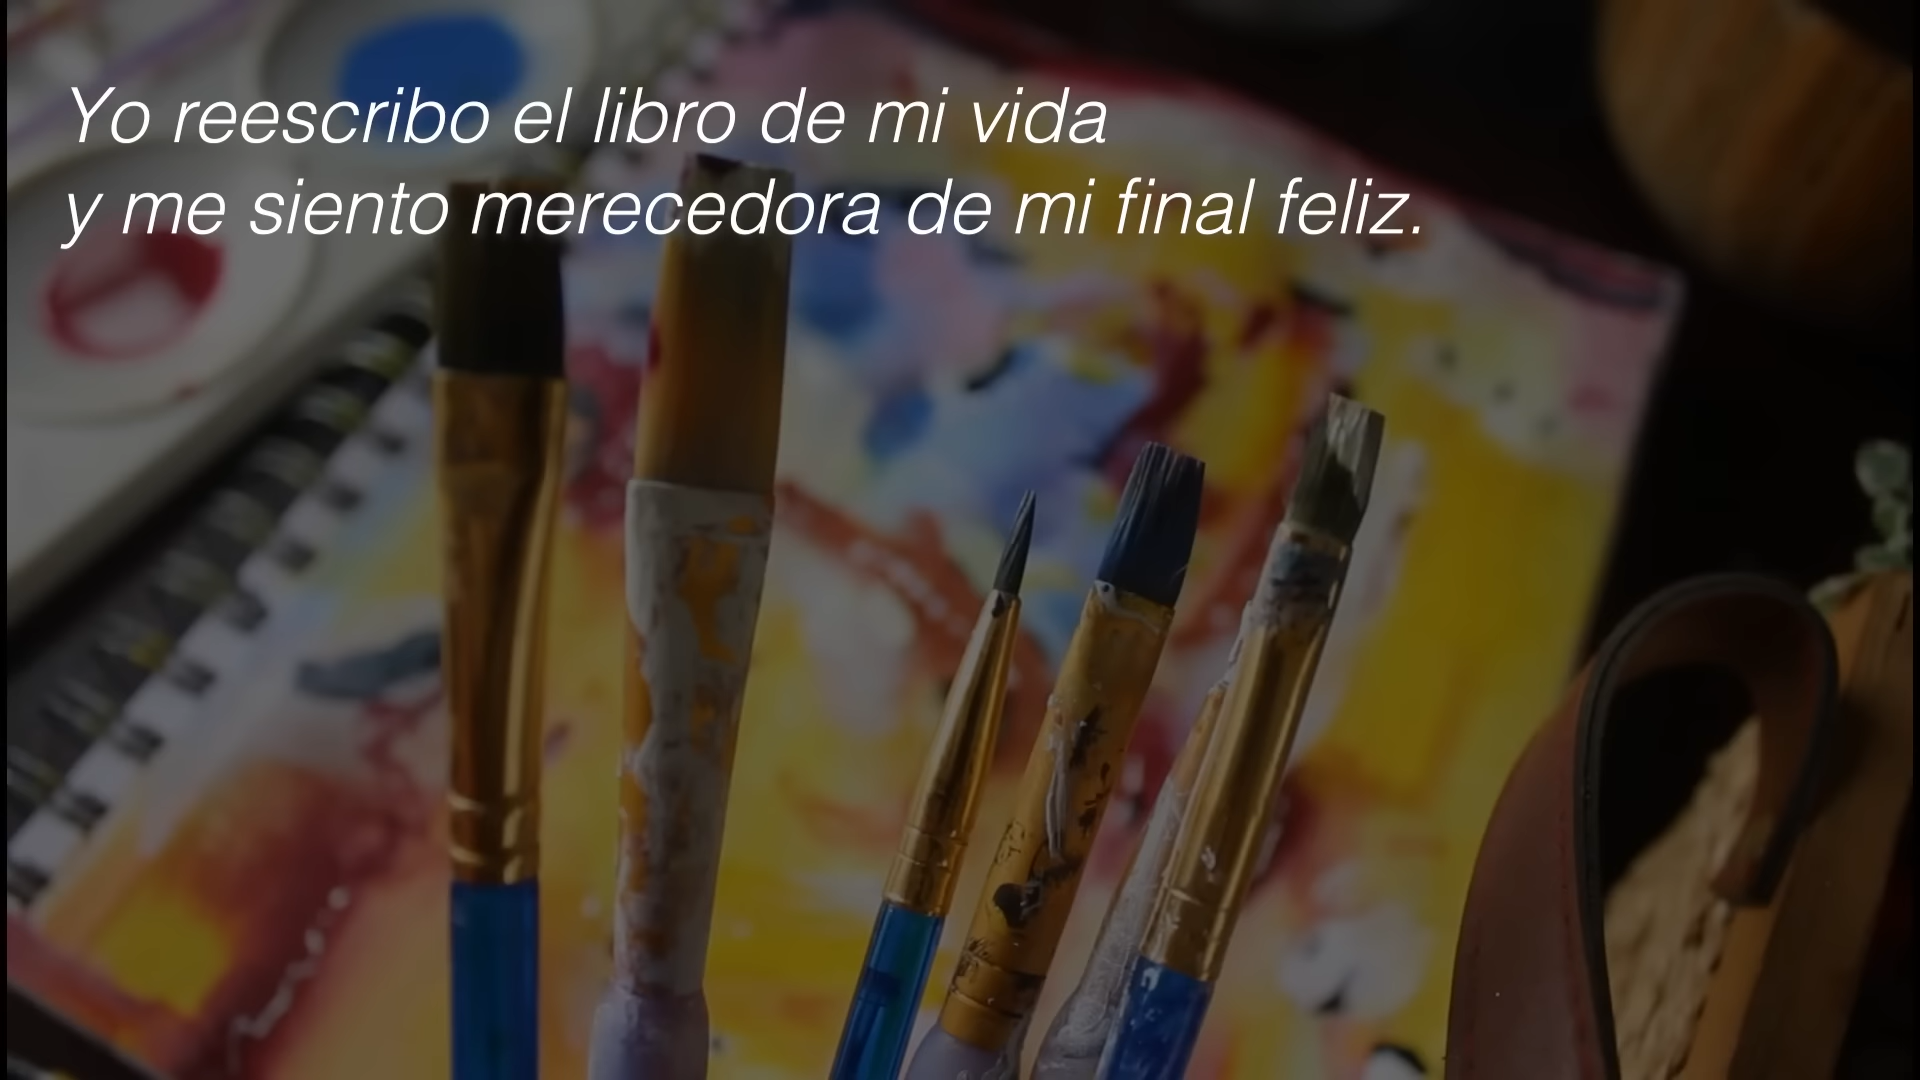 Yo reescribo el libro de mi vida
y me siento merecedora de mi final feliz.